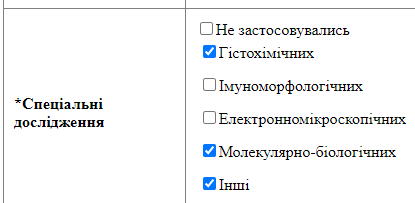 Не застосовувались
Гістохімічних
Імуноморфологічних
*Спеціальні
дослідження
Електронномікроскопічних
Молекулярно-біологічних
Інші